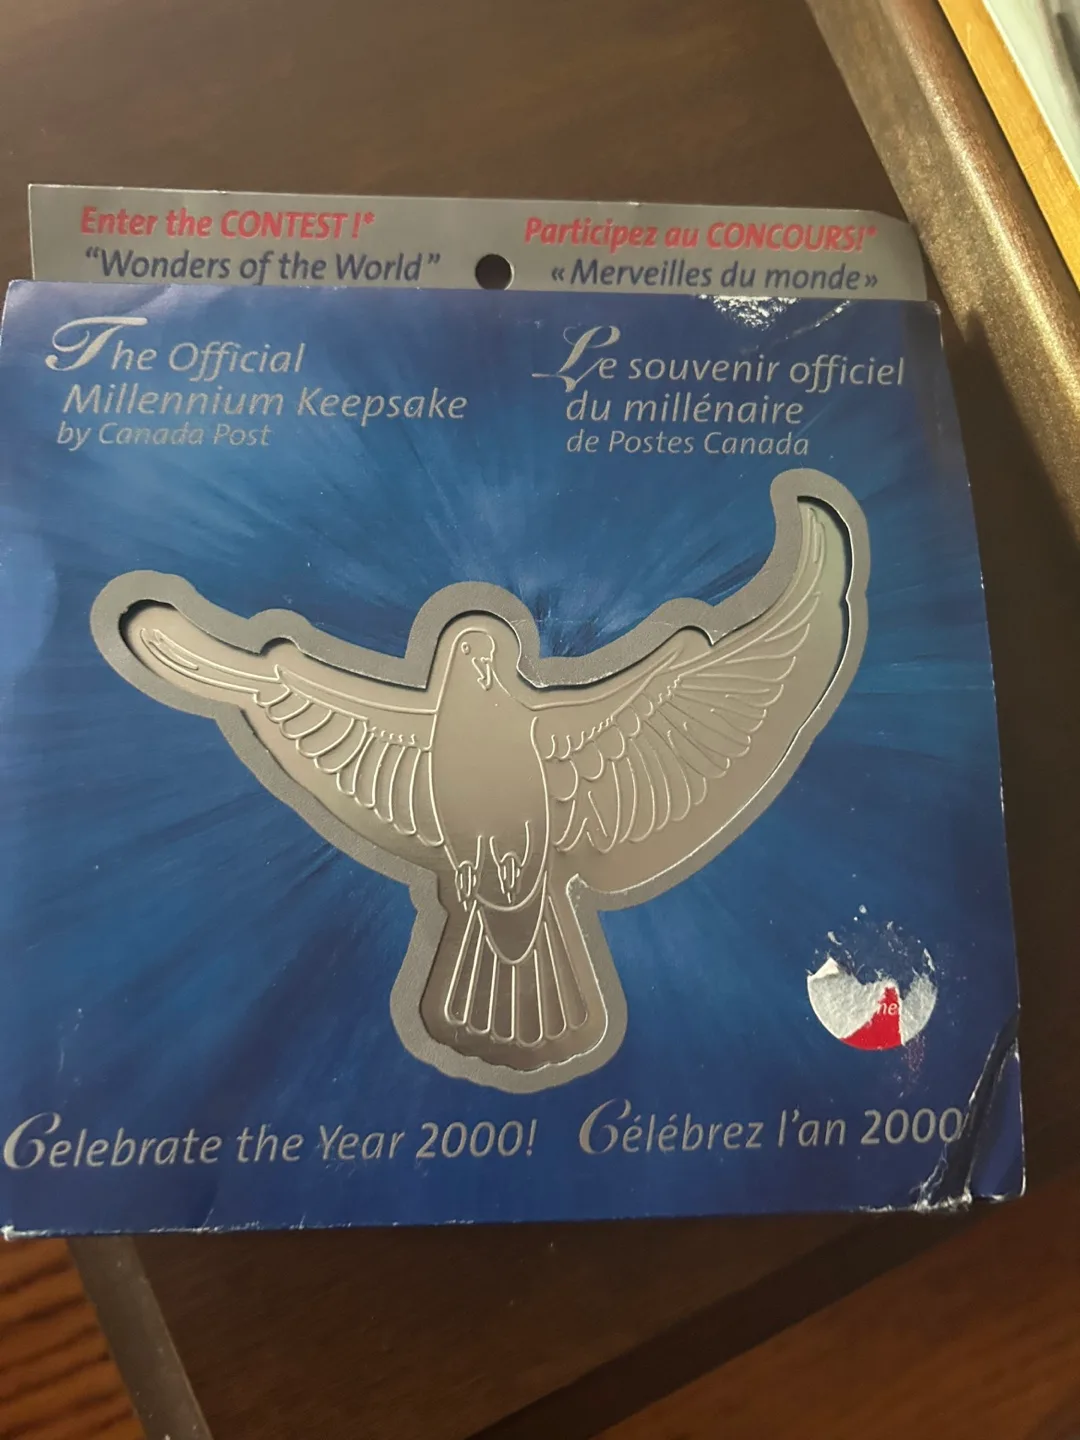 Enter the CONTEST!*
"Wonders of the World"
Participez au CONCOURS!*
« Merveilles du monde »
The Official
Millennium Keepsake
by Canada Post
Le souvenir officiel
du millénaire
de Postes Canada
Celebrate the Year 2000!
Célébrez l'an 2000!